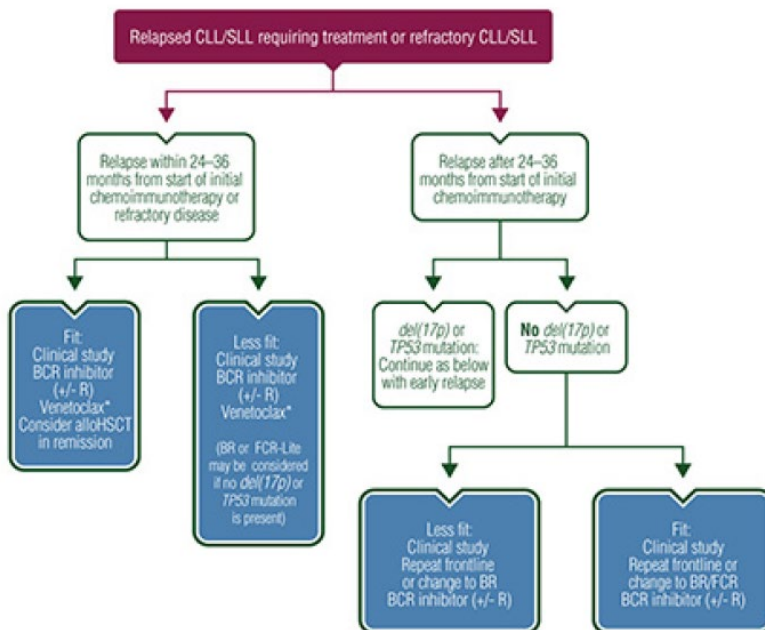 Relapsed CLL/SLL requiring treatment or refractory CLL/SLL
Relapse within 24–36
months from start of initial
chemoimmunotherapy or
refractory disease
Relapse after 24–36
months from start of initial
chemoimmunotherapy
Fit:
Clinical study
BCR inhibitor
(+/- R)
Venetoclax*
Consider alloHSCT
in remission
Less fit:
Clinical study
BCR inhibitor
(+/- R)
Venetoclax*
(BR or FCR-Lite
may be considered
if no del(17p) or
TP53 mutation
is present)
del(17p) or
TP53 mutation:
Continue as below
with early relapse
No del(17p) or
TP53 mutation
Less fit:
Clinical study
Repeat frontline
or change to BR
BCR inhibitor (+/- R)
Fit:
Clinical study
Repeat frontline or
change to BR/FCR
BCR inhibitor (+/- R)